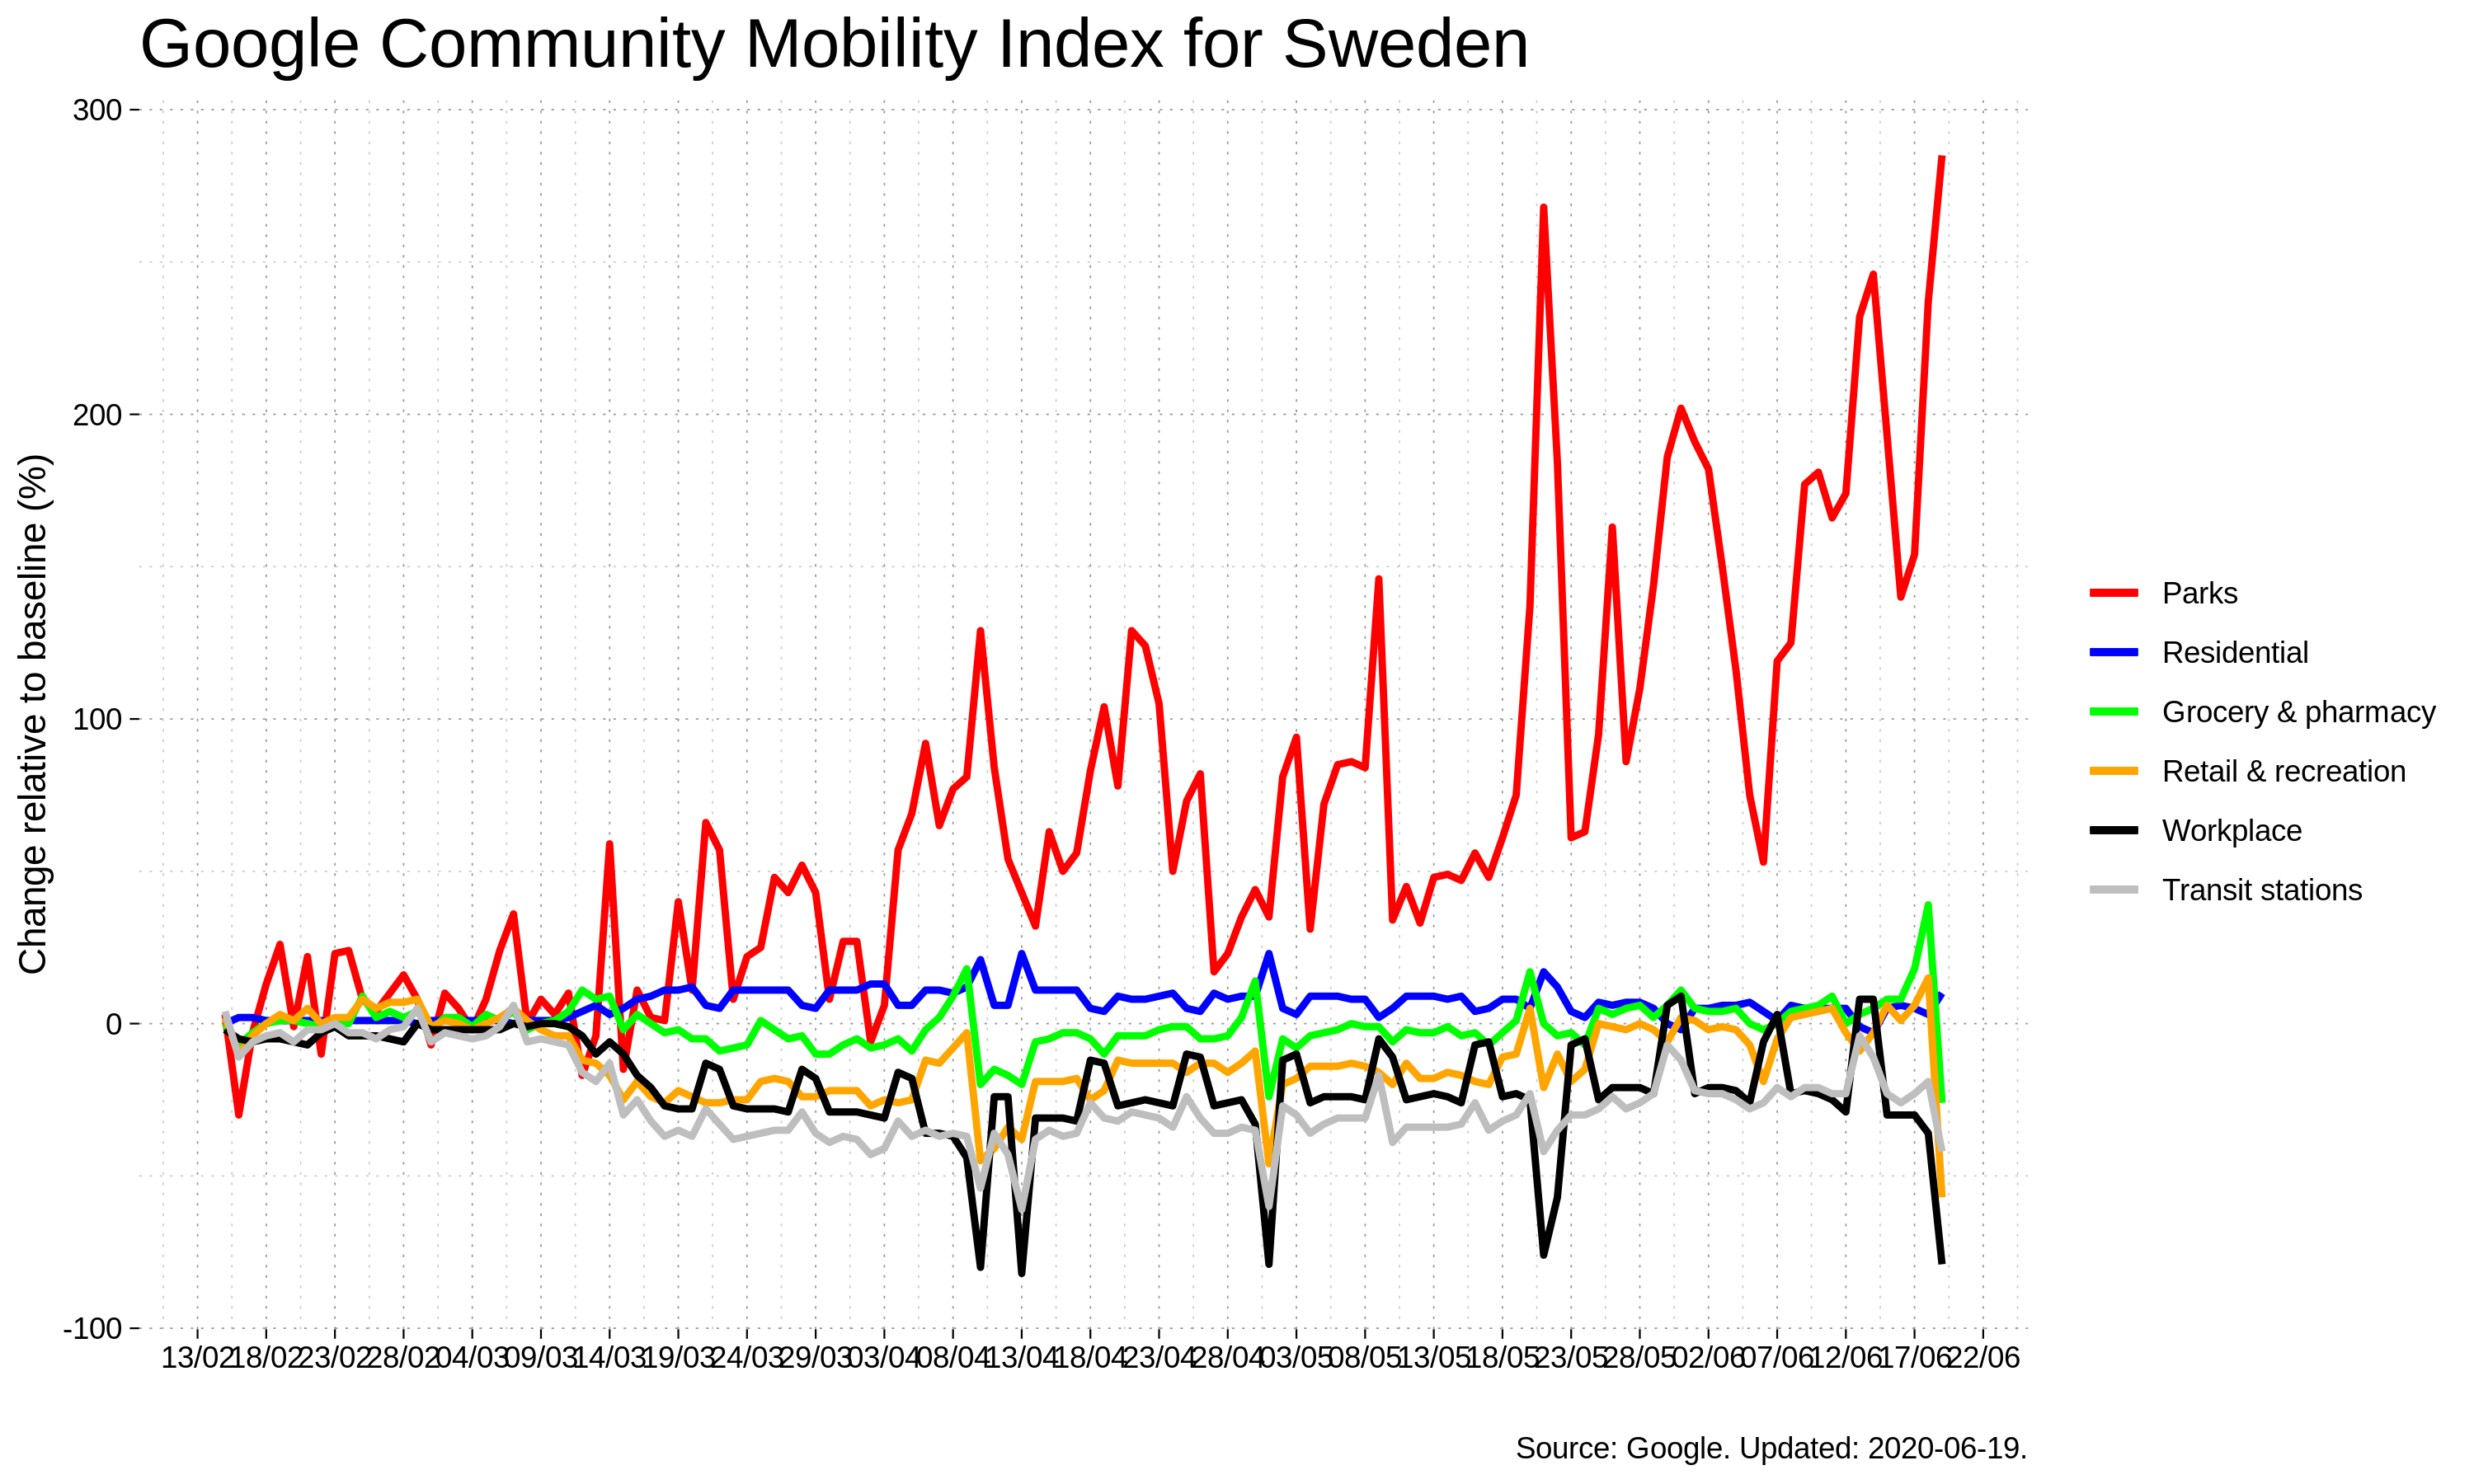 Google Community Mobility Index for Sweden
300
200
100
0
-100
Change relative to baseline (%)
13/02 18/02 23/02 28/02 04/03 09/03 14/03 19/03 24/03 29/03 03/04 08/04 13/04 18/04 23/04 28/04 03/05 08/05 13/05 18/05 23/05 28/05 02/06 07/06 12/06 17/06 22/06
Parks
Residential
Grocery & pharmacy
Retail & recreation
Workplace
Transit stations
Source: Google. Updated: 2020-06-19.